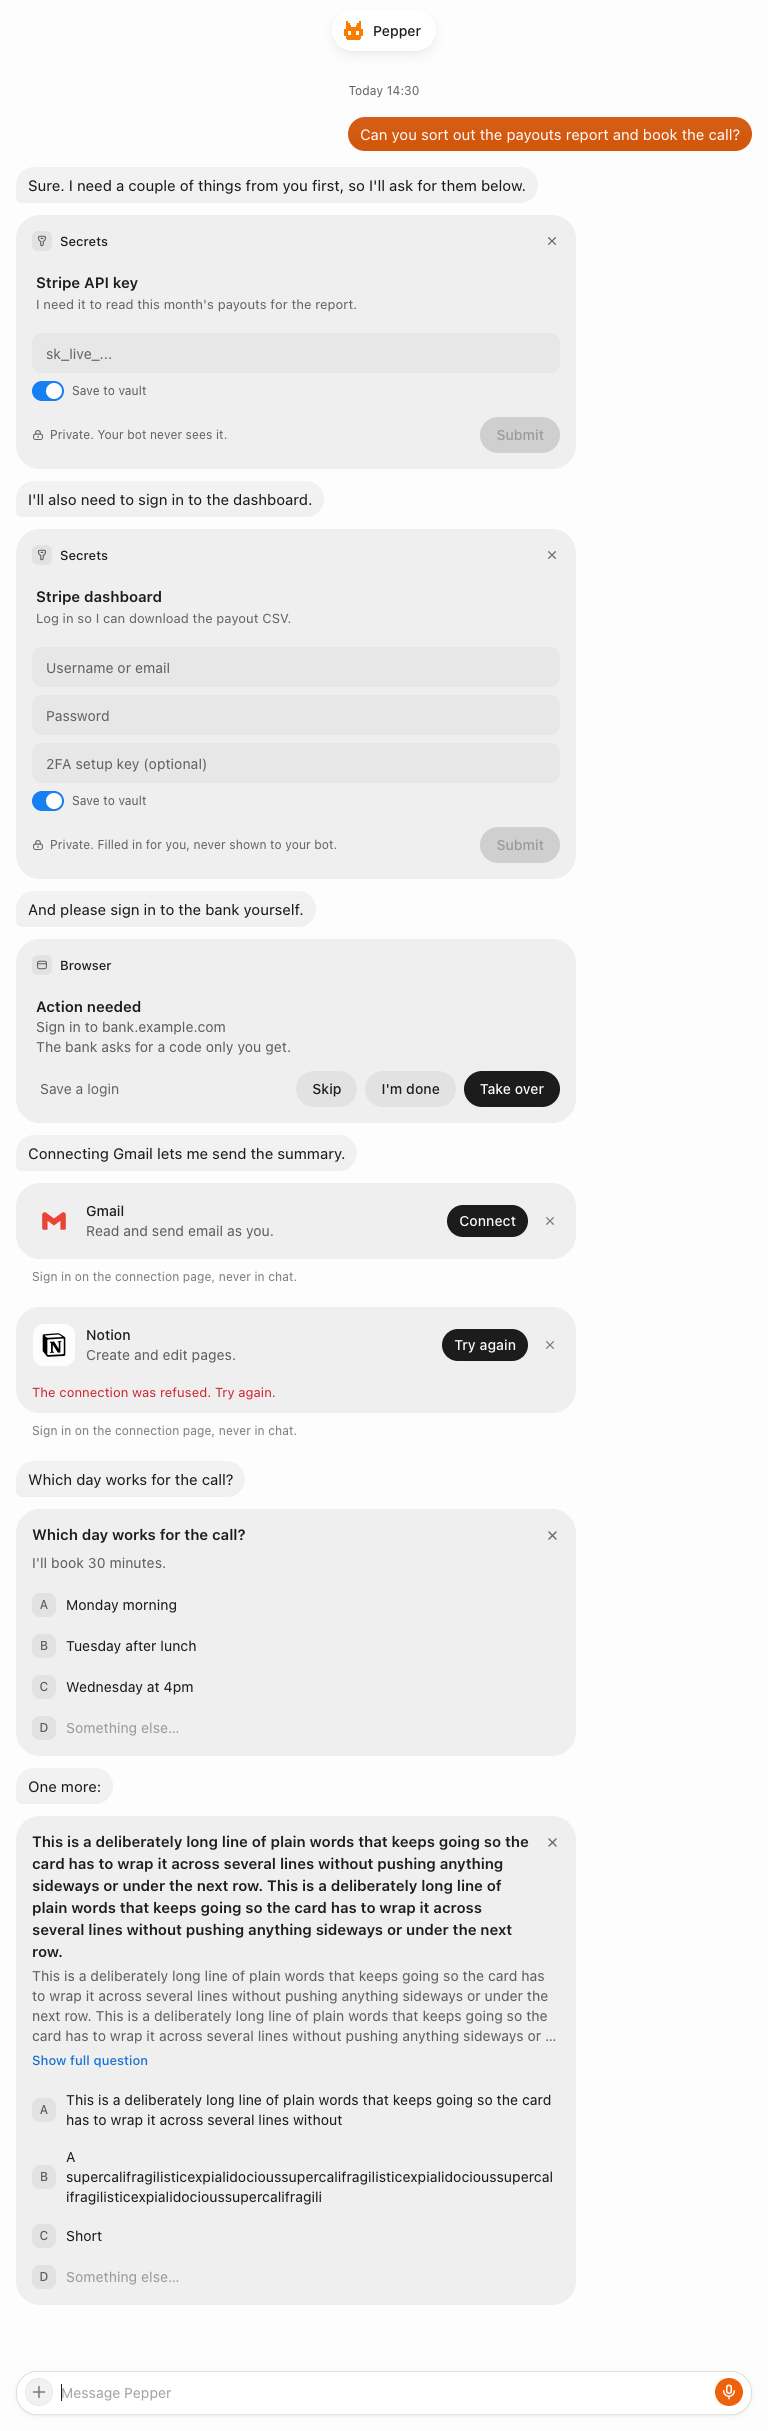 Pepper
Today 14:30
Can you sort out the payouts report and book the call?
Sure. I need a couple of things from you first, so I'll ask for them below.
Secrets
Stripe API key
I need it to read this month's payouts for the report.
sk_live_...
Save to vault
Private. Your bot never sees it.
Submit
I'll also need to sign in to the dashboard.
Secrets
Stripe dashboard
Log in so I can download the payout CSV.
Username or email
Password
2FA setup key (optional)
Save to vault
Private. Filled in for you, never shown to your bot.
Submit
And please sign in to the bank yourself.
Browser
Action needed
Sign in to bank.example.com
The bank asks for a code only you get.
Save a login
Skip
I'm done
Take over
Connecting Gmail lets me send the summary.
Gmail
Read and send email as you.
Connect
Sign in on the connection page, never in chat.
Notion
Create and edit pages.
Try again
The connection was refused. Try again.
Sign in on the connection page, never in chat.
Which day works for the call?
Which day works for the call?
I'll book 30 minutes.
A Monday morning
B Tuesday after lunch
C Wednesday at 4pm
D Something else...
One more:
This is a deliberately long line of plain words that keeps going so the
card has to wrap it across several lines without pushing anything
sideways or under the next row. This is a deliberately long line of
plain words that keeps going so the card has to wrap it across
several lines without pushing anything sideways or under the next
row.
This is a deliberately long line of plain words that keeps going so the card has
to wrap it across several lines without pushing anything sideways or under the
next row. This is a deliberately long line of plain words that keeps going so the
card has to wrap it across several lines without pushing anything sideways or ...
Show full question
A This is a deliberately long line of plain words that keeps going so the card
has to wrap it across several lines without
B A
supercalifragilisticexpialidocioussupercalifragilisticexpialidocioussupercal
ifragilisticexpialidocioussupercalifragili
C Short
D Something else...
Message Pepper